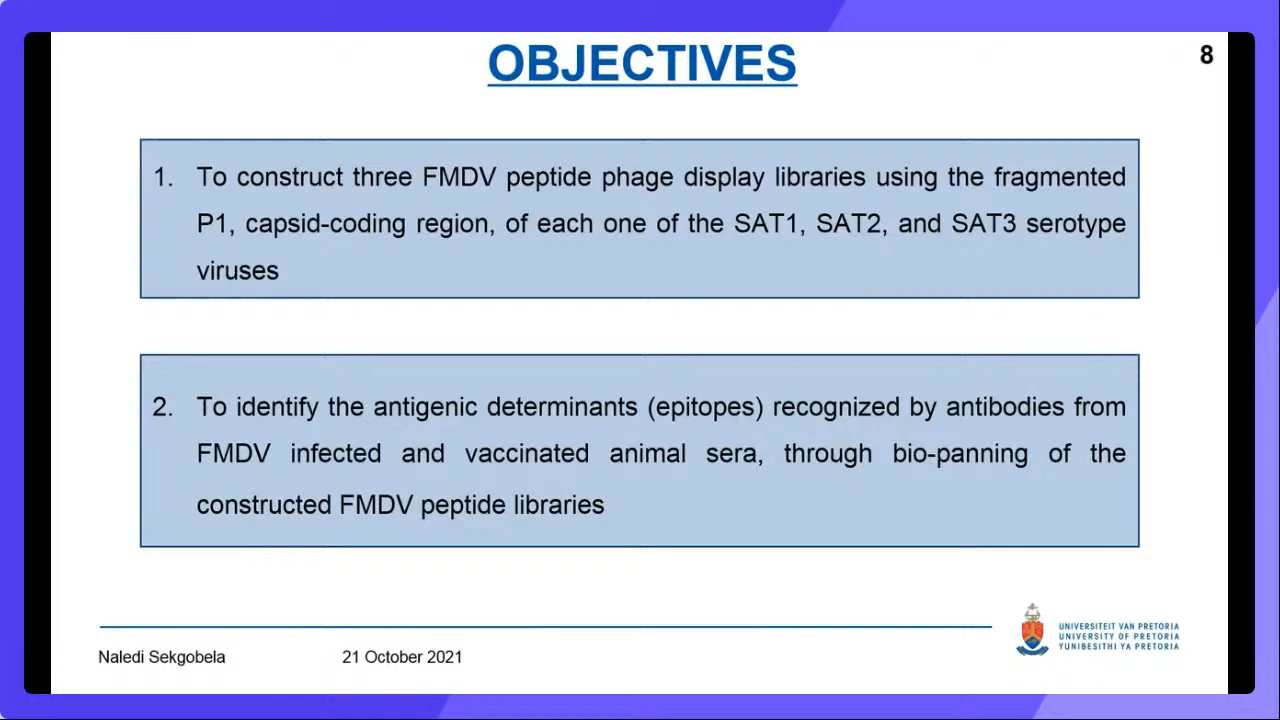 OBJECTIVES
8
1. To construct three FMDV peptide phage display libraries using the fragmented
P1, capsid-coding region, of each one of the SAT1, SAT2, and SAT3 serotype
viruses
2. To identify the antigenic determinants (epitopes) recognized by antibodies from
FMDV infected and vaccinated animal sera, through bio-panning of the
constructed FMDV peptide libraries
UNIVERSITEIT VAN PRETORIA
UNIVERSITY OF PRETORIA
YUNIBESITHI YA PRETORIA
Naledi Sekgobela 21 October 2021